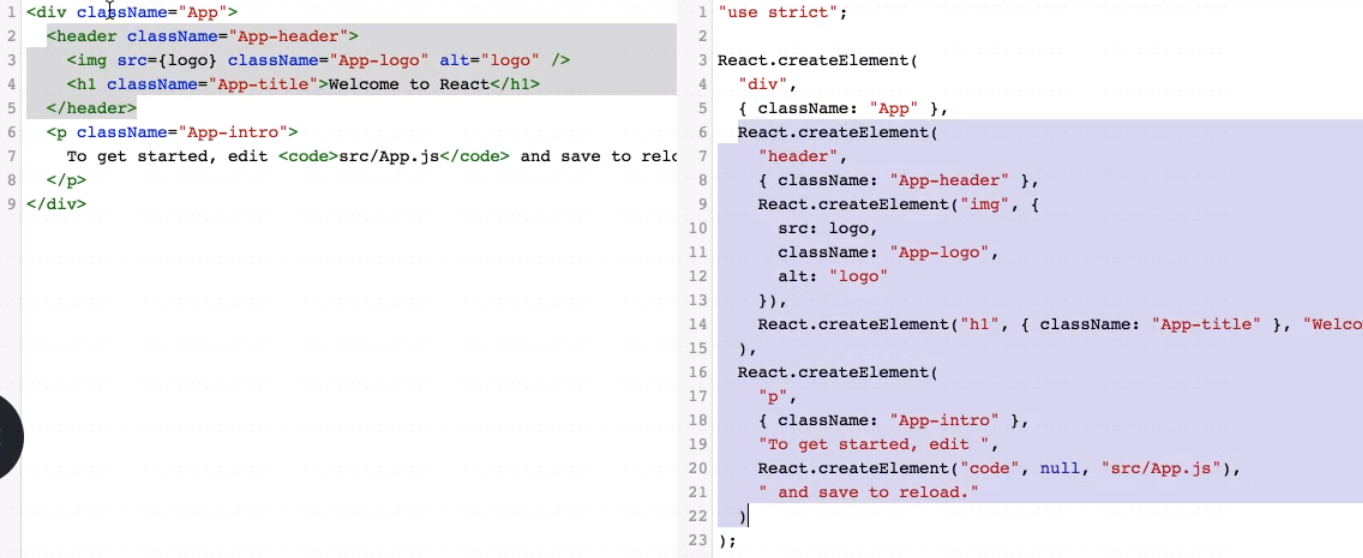 1 <div className="App">
2   <header className="App-header">
3     <img src={logo} className="App-logo" alt="logo" />
4     <h1 className="App-title">Welcome to React</h1>
5   </header>
6   <p className="App-intro">
7     To get started, edit <code>src/App.js</code> and save to relo
8   </p>
9 </div>
1 "use strict";
2
3 React.createElement(
4   "div",
5   { className: "App" },
6   React.createElement(
7     "header",
8     { className: "App-header" },
9     React.createElement("img", {
10       src: logo,
11       className: "App-logo",
12       alt: "logo"
13     }),
14     React.createElement("h1", { className: "App-title" }, "Welco
15   ),
16   React.createElement(
17     "p",
18     { className: "App-intro" },
19     "To get started, edit ",
20     React.createElement("code", null, "src/App.js"),
21     " and save to reload."
22   )
23 );